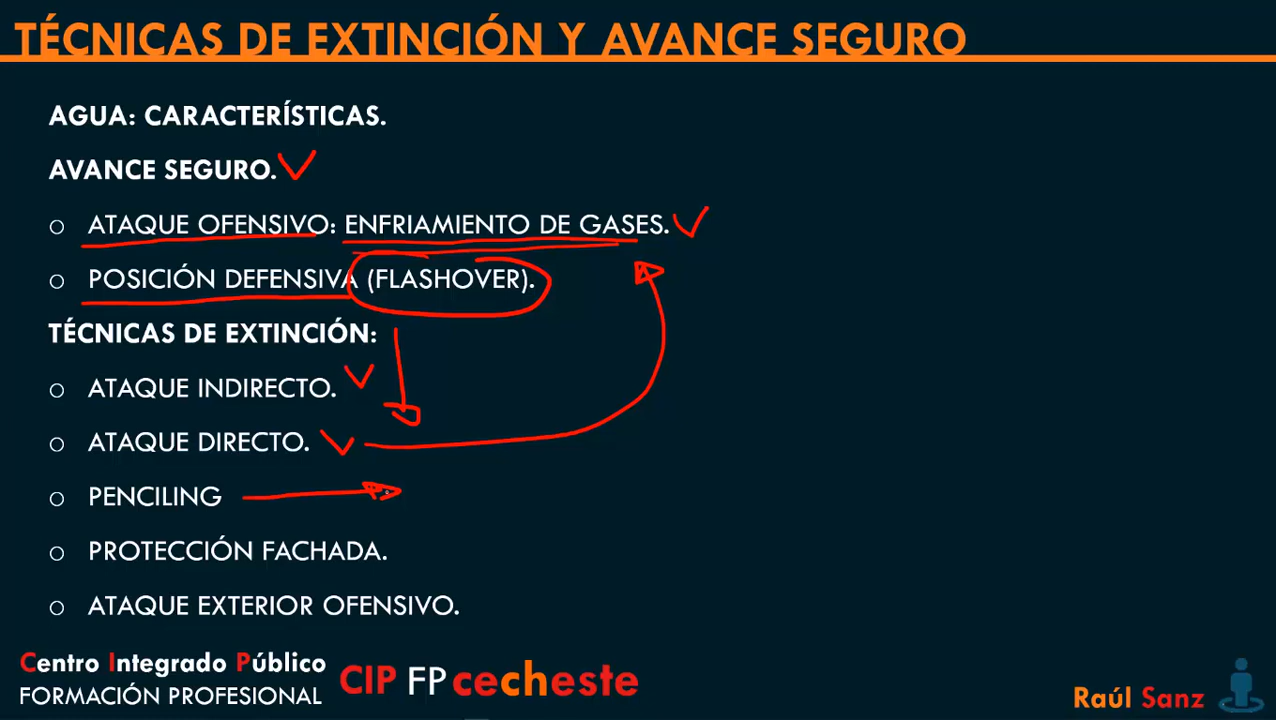 TÉCNICAS DE EXTINCIÓN Y AVANCE SEGURO
AGUA: CARACTERÍSTICAS.
AVANCE SEGURO.
o ATAQUE OFENSIVO: ENFRIAMIENTO DE GASES.
o POSICIÓN DEFENSIVA (FLASHOVER).
TÉCNICAS DE EXTINCIÓN:
o ATAQUE INDIRECTO.
o ATAQUE DIRECTO.
o PENCILING
o PROTECCIÓN FACHADA.
o ATAQUE EXTERIOR OFENSIVO.
Centro Integrado Público
FORMACIÓN PROFESIONAL
CIP FP cecheste
Raúl Sanz